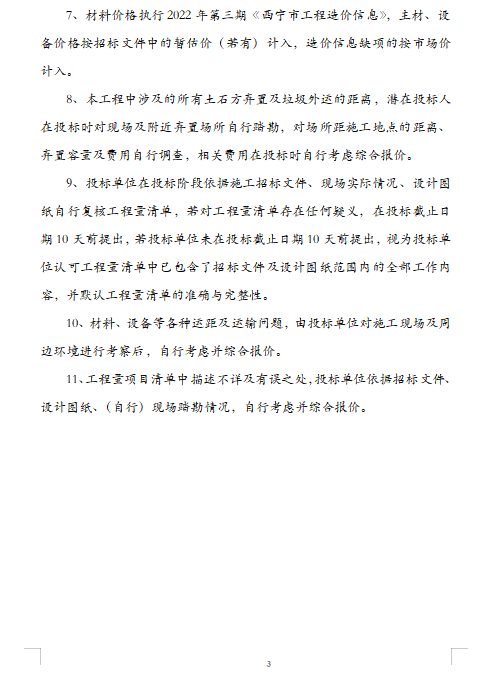 7、材料价格执行 2022 年第三期《西宁市工程造价信息》，主材、设
备价格按招标文件中的暂估价（若有）计入，造价信息缺项的按市场价
计入。
8、本工程中涉及的所有土石方弃置及垃圾外运的距离，潜在投标人
在投标时对现场及附近弃置场所自行踏勘，对场所距施工地点的距离、
弃置容量及费用自行调查，相关费用在投标时自行考虑综合报价。
9、投标单位在投标阶段依据施工招标文件、现场实际情况、设计图
纸自行复核工程量清单，若对工程量清单存在任何疑义，在投标截止日
期 10 天前提出，若投标单位未在投标截止日期 10 天前提出，视为投标单
位认可工程量清单中已包含了招标文件及设计图纸范围内的全部工作内
容，并默认工程量清单的准确与完整性。
10、材料、设备等各种运距及运输问题，由投标单位对施工现场及周
边环境进行考察后，自行考虑并综合报价。
11、工程量项目清单中描述不详及有误之处，投标单位依据招标文件、
设计图纸、（自行）现场踏勘情况，自行考虑并综合报价。
3